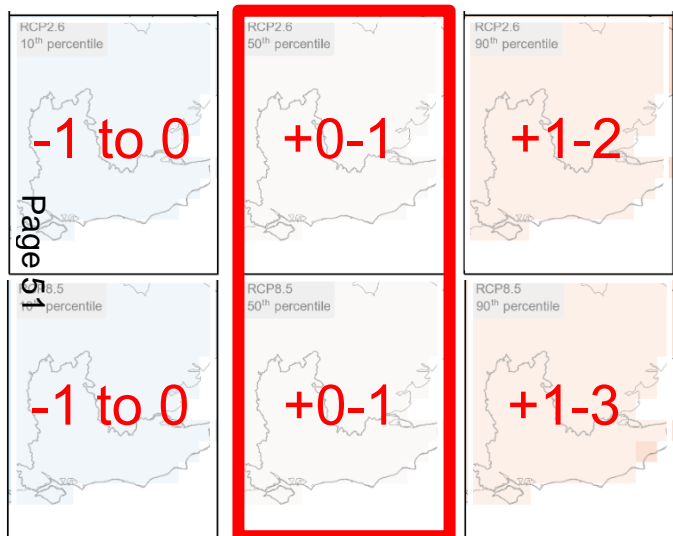 RCP2.6
10th percentile
-1 to 0
RCP2.6
50th percentile
+0-1
RCP2.6
90th percentile
+1-2
Page 51
RCP8.5
10th percentile
-1 to 0
RCP8.5
50th percentile
+0-1
RCP8.5
90th percentile
+1-3